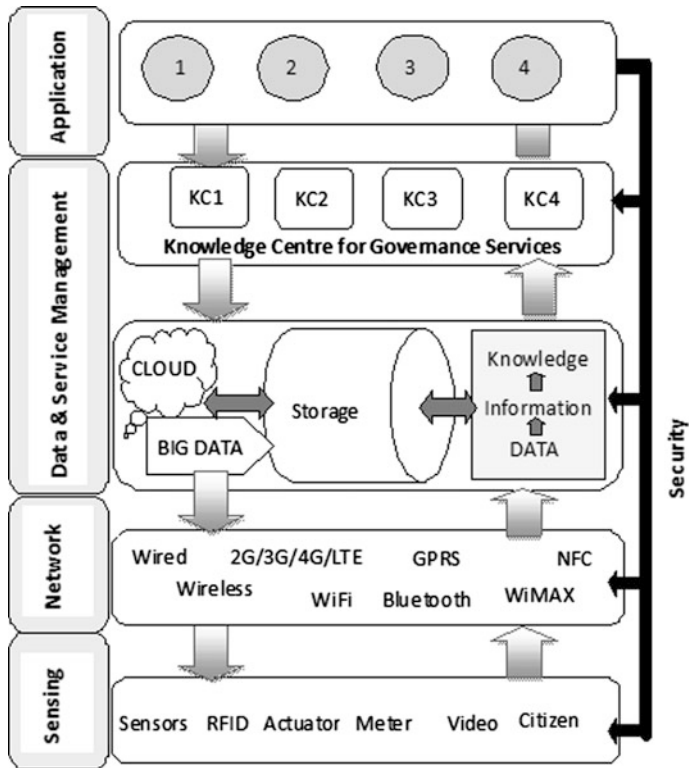 Application
1 2 3 4
Data & Service Management
KC1 KC2 KC3 KC4
Knowledge Centre for Governance Services
CLOUD
BIG DATA
Storage
Knowledge
Information
DATA
Network
Wired 2G/3G/4G/LTE GPRS NFC
Wireless WiFi Bluetooth WiMAX
Sensing
Sensors RFID Actuator Meter Video Citizen
Security